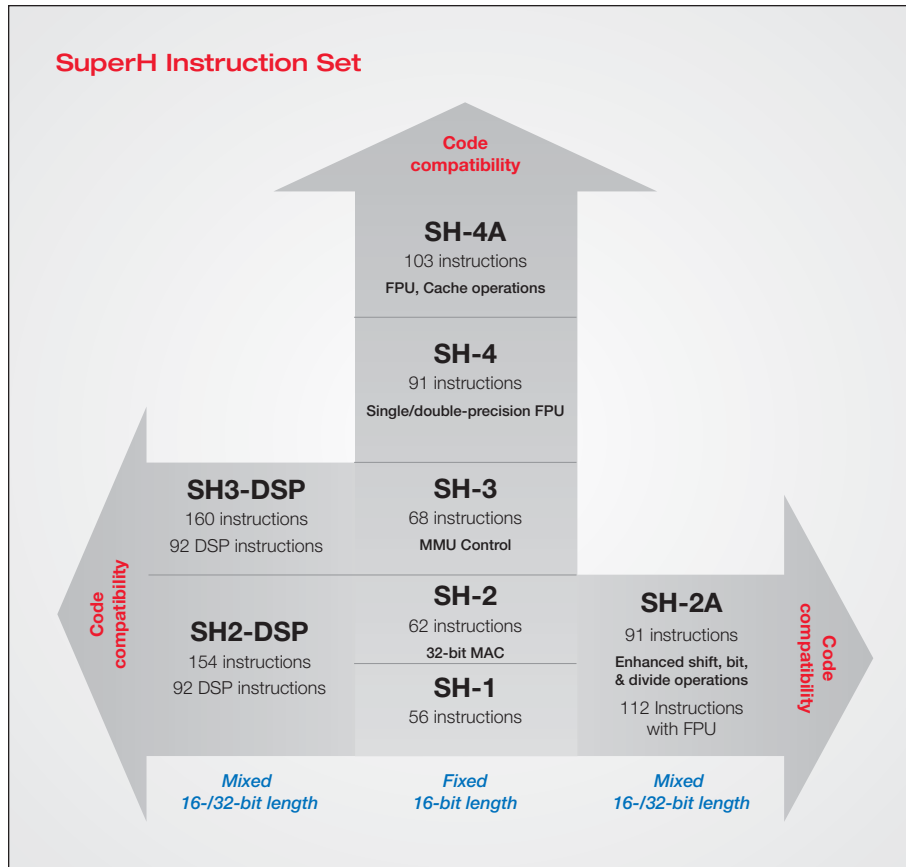 SuperH Instruction Set
Code
compatibility
SH-4A
103 instructions
FPU, Cache operations
SH-4
91 instructions
Single/double-precision FPU
SH3-DSP
160 instructions
92 DSP instructions
SH-3
68 instructions
MMU Control
Code
compatibility
SH2-DSP
154 instructions
92 DSP instructions
SH-2
62 instructions
32-bit MAC
SH-1
56 instructions
SH-2A
91 instructions
Enhanced shift, bit,
& divide operations
112 Instructions
with FPU
Code
compatibility
Mixed
16-/32-bit length
Fixed
16-bit length
Mixed
16-/32-bit length